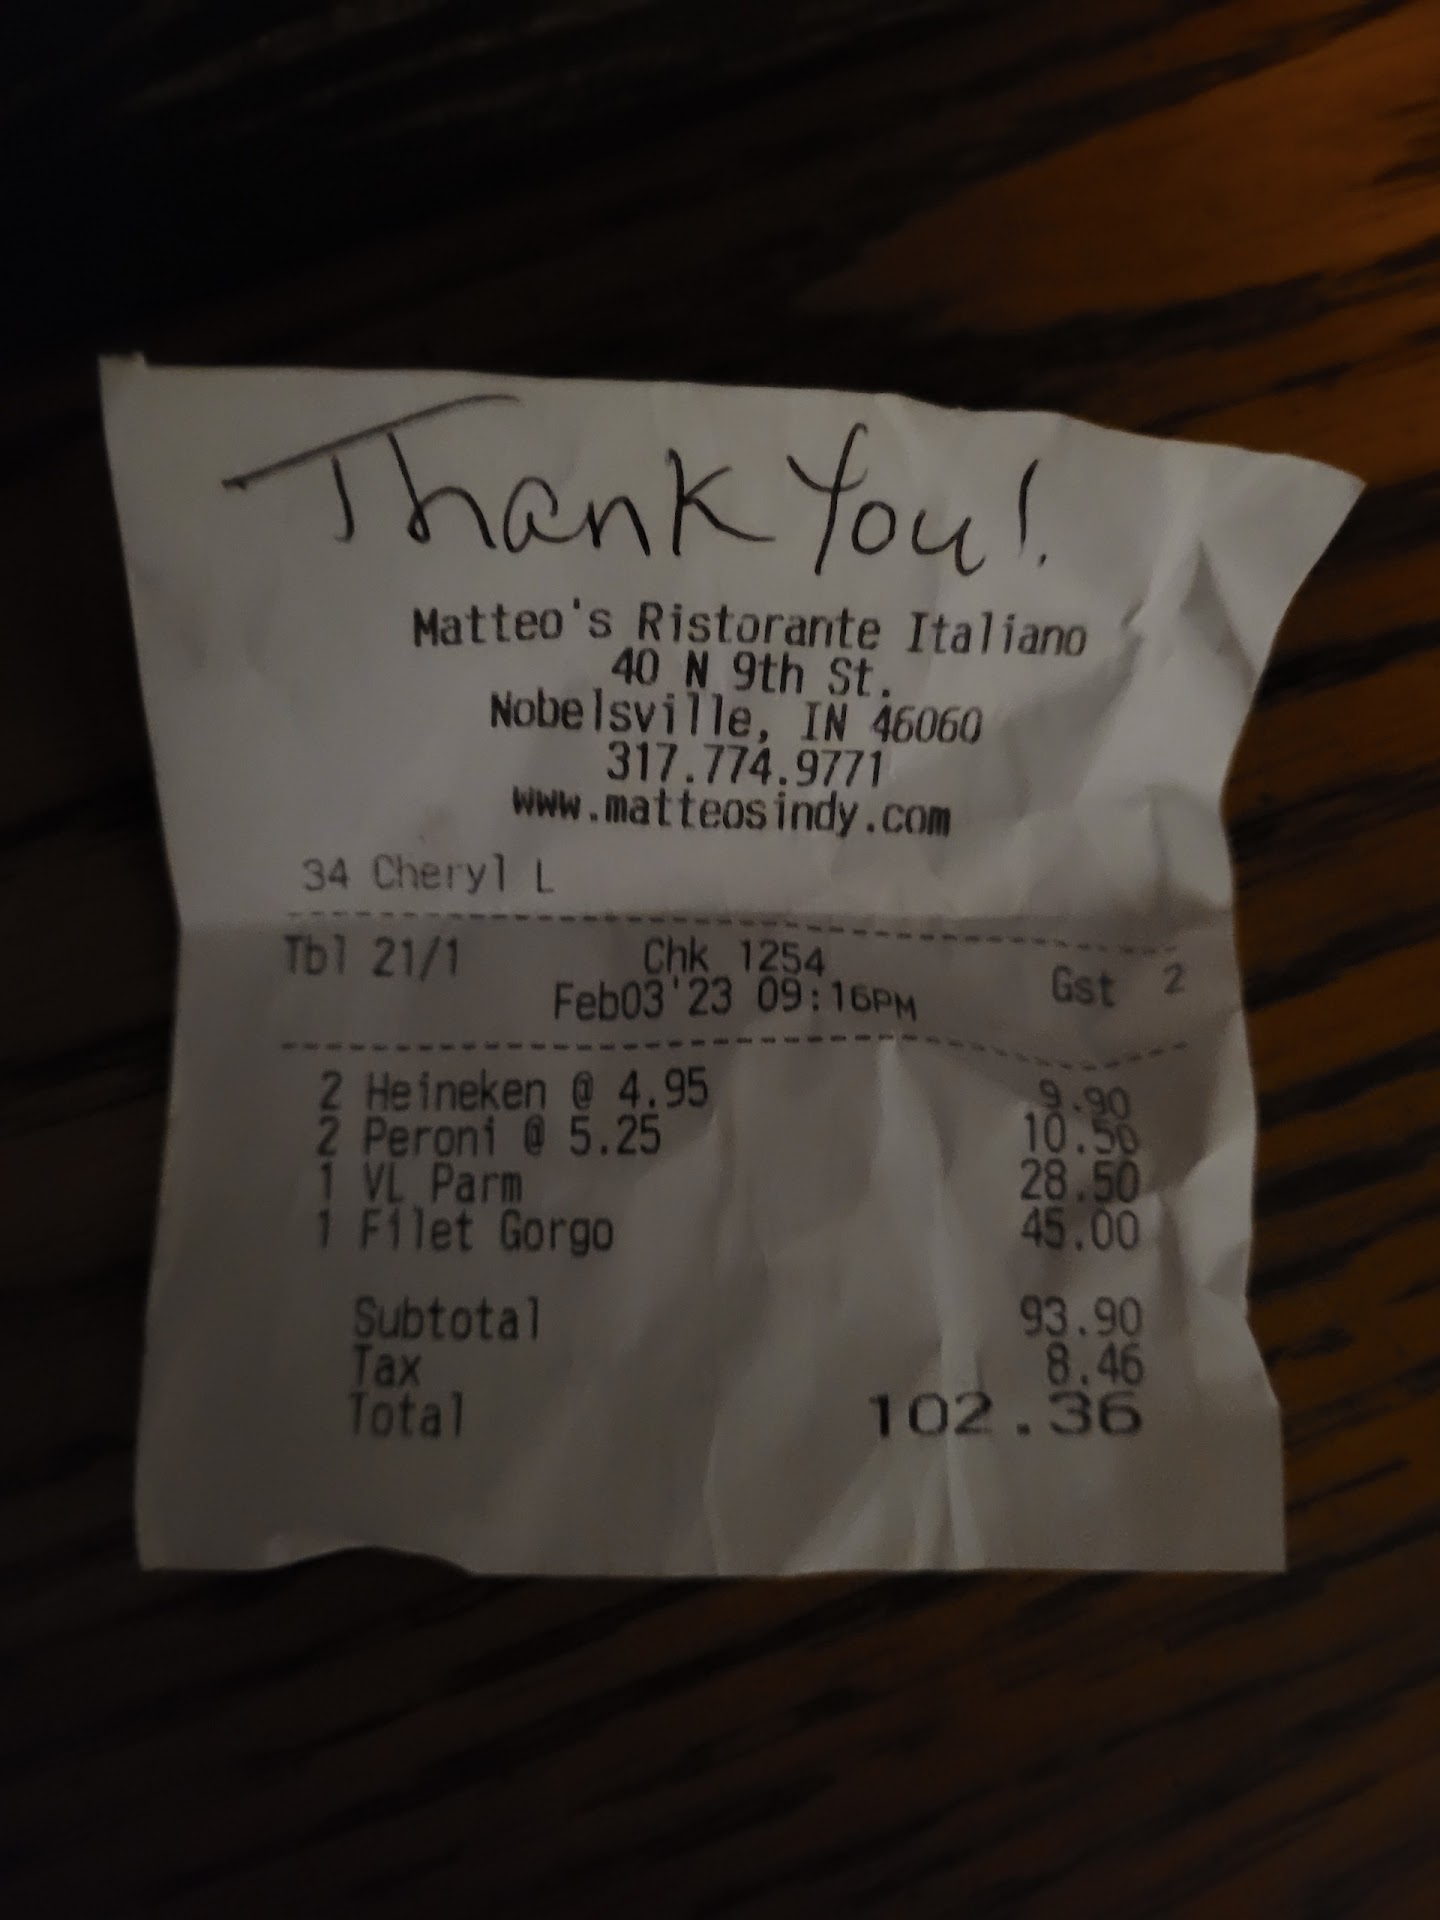 Thank You!
Matteo's Ristorante Italiano
40 N 9th St.
Nobelsville, IN 46060
317.774.9771
www.matteosindy.com
34 Cheryl L
Tbl 21/1 Chk 1254 Gst 2
Feb03'23 09:16PM
2 Heineken @ 4.95 9.90
2 Peroni @ 5.25 10.50
1 VL Parm 28.50
1 Filet Gorgo 45.00
Subtotal 93.90
Tax 8.46
Total 102.36